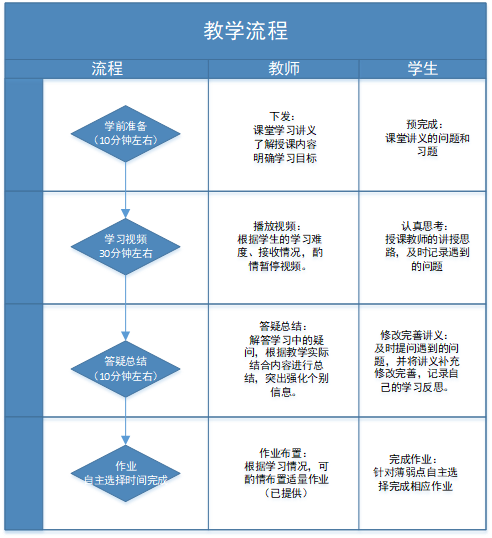 教学流程
流程
教师
学生
学前准备
（10分钟左右）
下发：
课堂学习讲义
了解授课内容
明确学习目标
预完成：
课堂讲义的问题和
习题
学习视频
30分钟左右
播放视频：
根据学生的学习难
度、接收情况，酌
情暂停视频。
认真思考：
授课教师的讲授思
路，及时记录遇到
的问题
答疑总结
（10分钟左右）
答疑总结：
解答学习中的疑
问，根据教学实际
结合内容进行总
结，突出强化个别
信息。
修改完善讲义：
及时提问遇到的问
题，并将讲义补充
修改完善，记录自
己的学习反思。
作业
自主选择时间完成
作业布置：
根据学习情况，可
酌情布置适量作业
（已提供）
完成作业：
针对薄弱点自主选
择完成相应作业